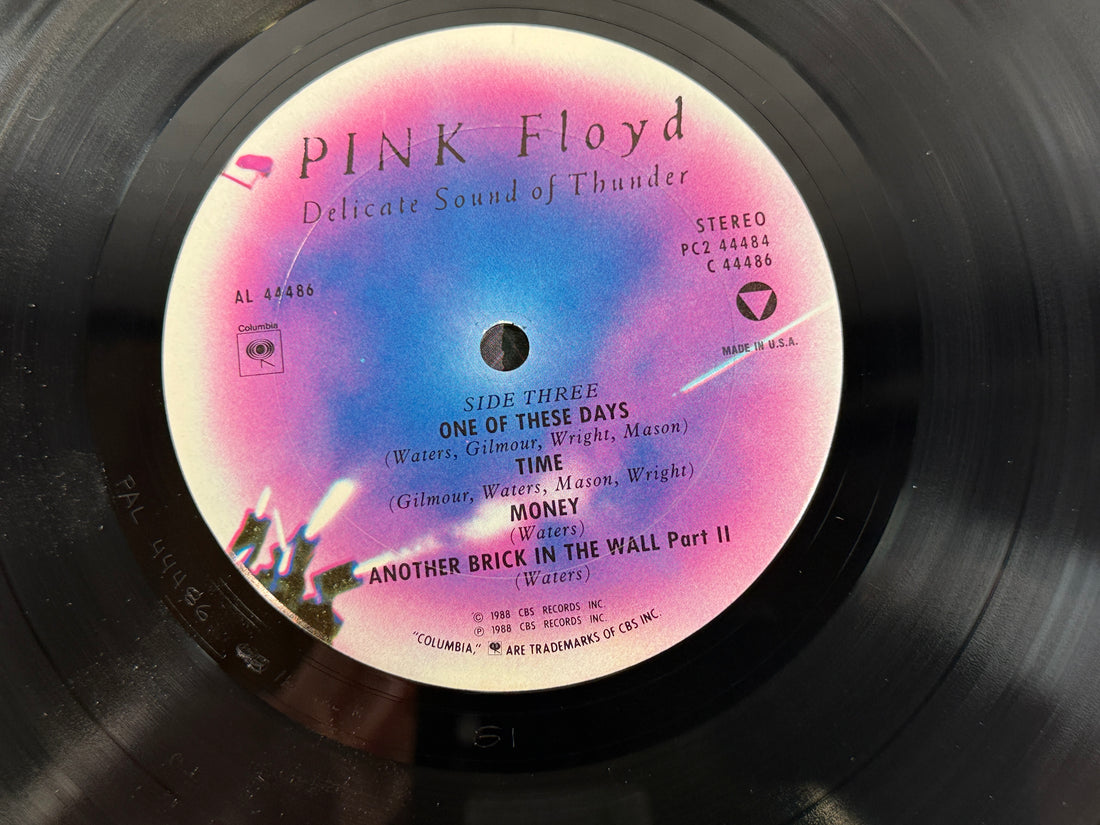 PINK Floyd
Delicate Sound of Thunder
STEREO
PC2 44484
C 44486
AL 44486
Columbia
MADE IN U.S.A.
SIDE THREE
ONE OF THESE DAYS
(Waters, Gilmour, Wright, Mason)
TIME
(Gilmour, Waters, Mason, Wright)
MONEY
(Waters)
ANOTHER BRICK IN THE WALL Part II
(Waters)
© 1988 CBS RECORDS INC.
℗ 1988 CBS RECORDS INC.
"COLUMBIA," ARE TRADEMARKS OF CBS INC.
PAL 44486